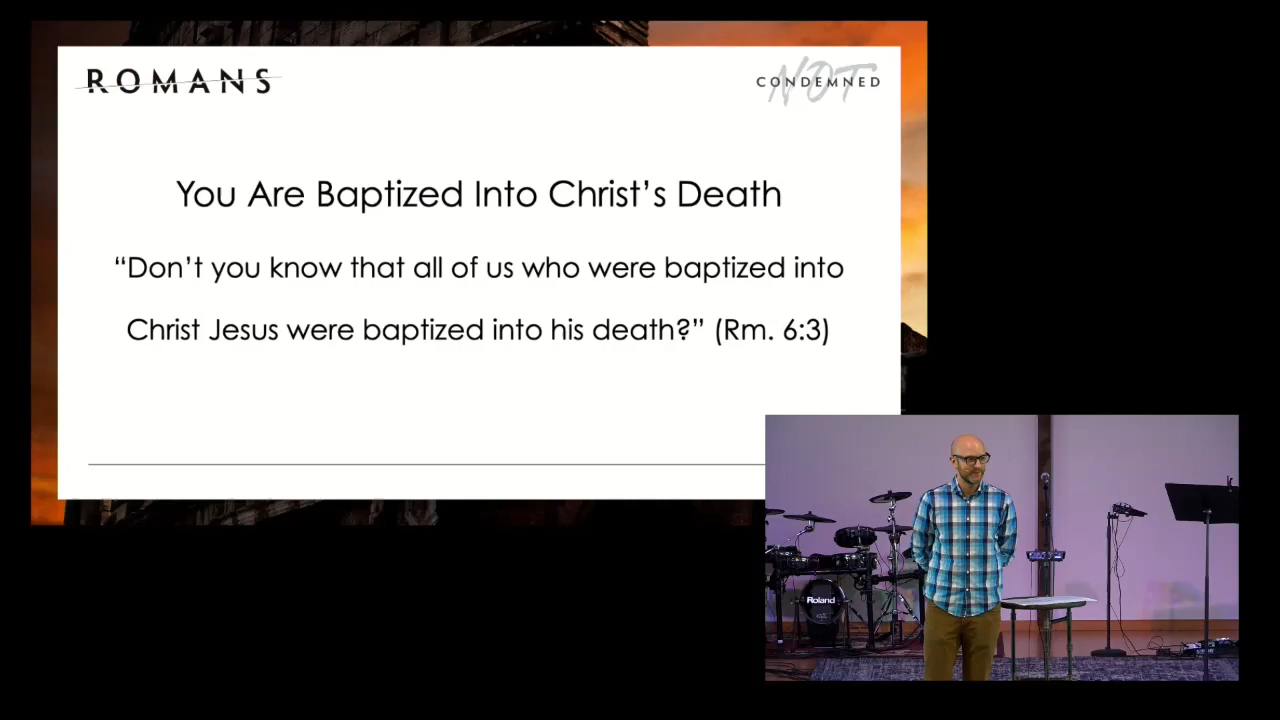 ROMANS
NOT
CONDEMNED
You Are Baptized Into Christ’s Death
“Don’t you know that all of us who were baptized into
Christ Jesus were baptized into his death?” (Rm. 6:3)
Roland